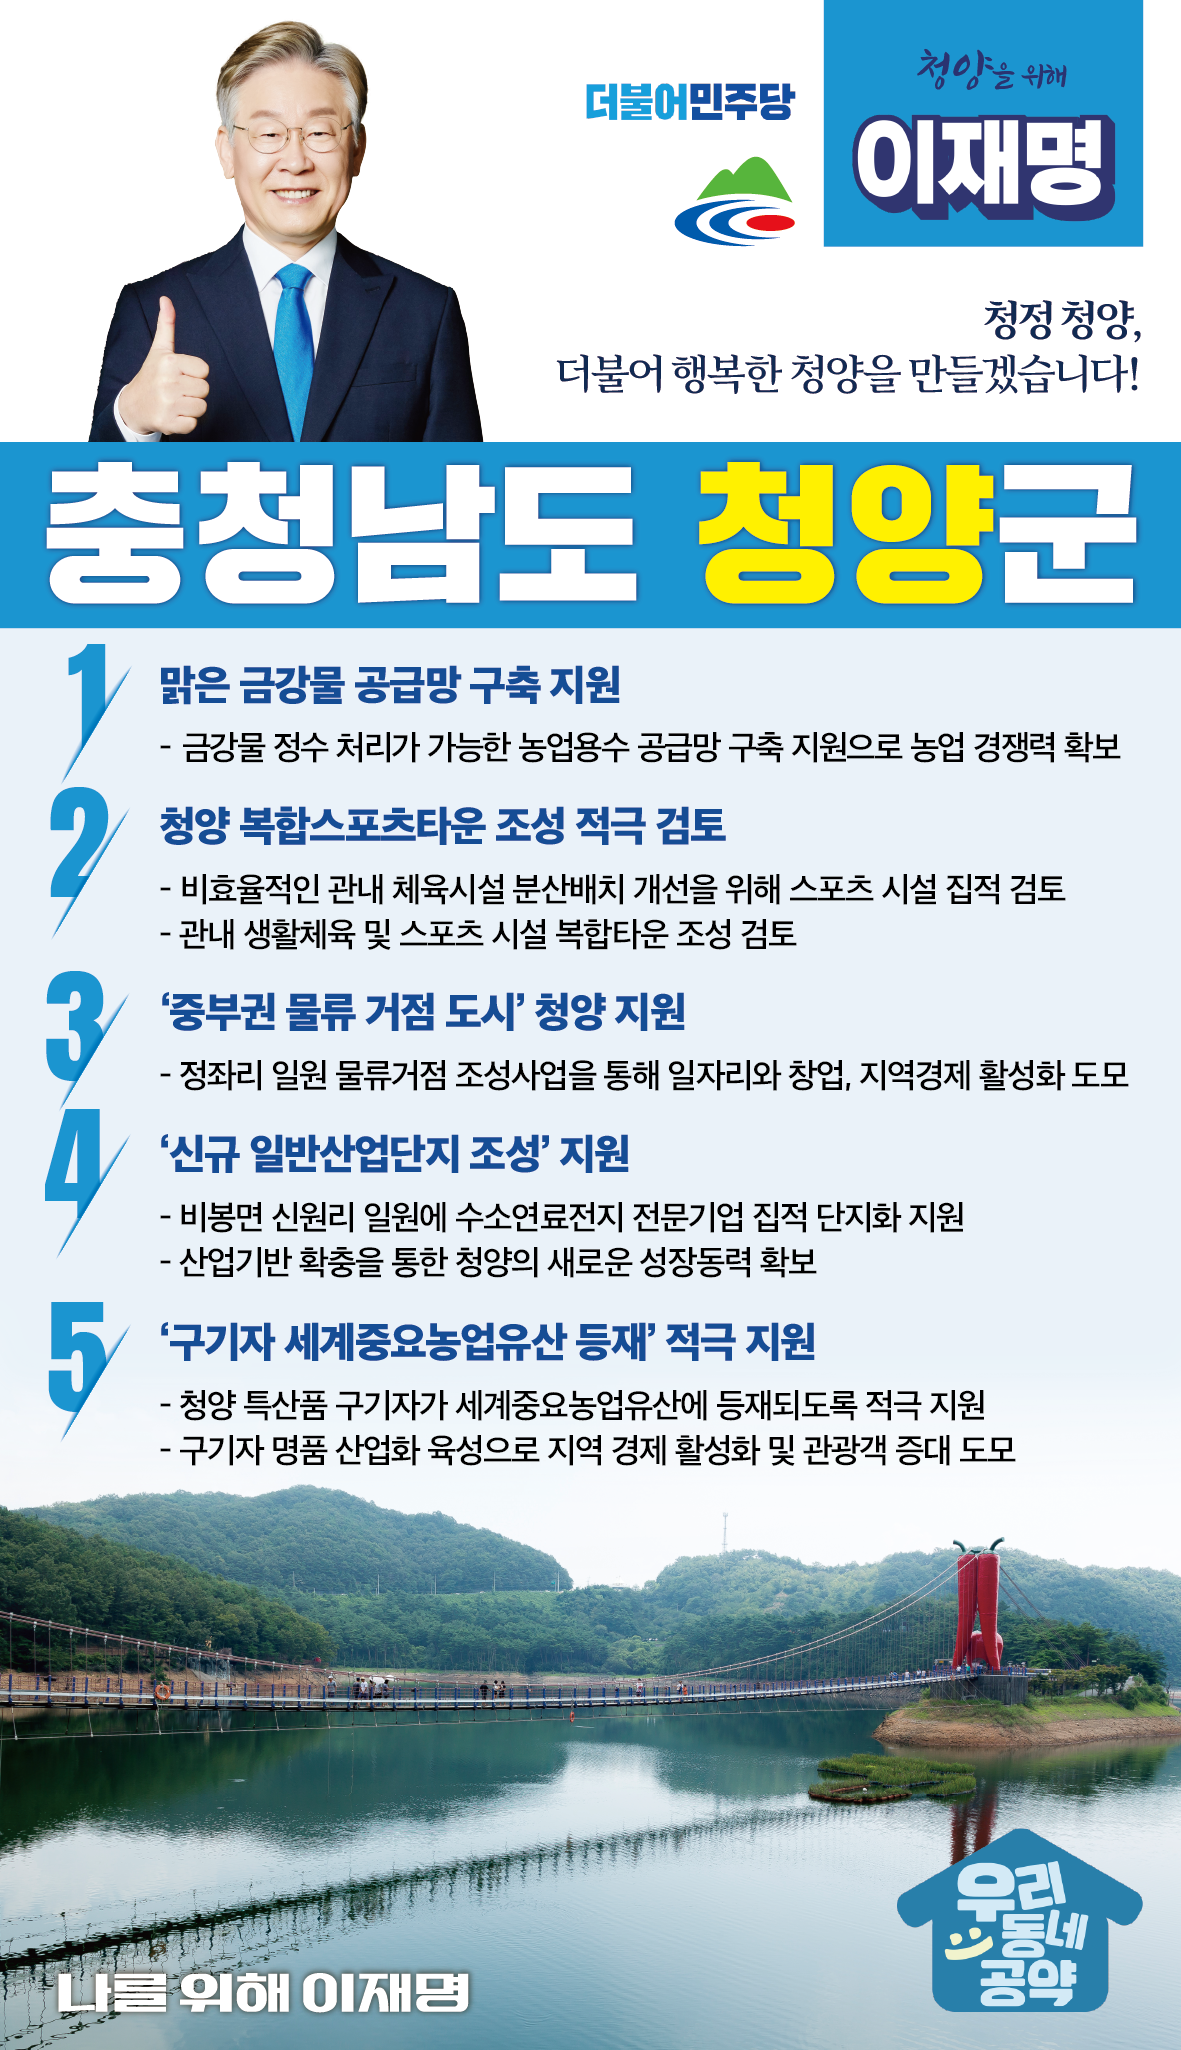 더불어민주당
청양을 위해
이재명
청정 청양,
더불어 행복한 청양을 만들겠습니다!
충청남도 청양군
1
맑은 금강물 공급망 구축 지원
- 금강물 정수 처리가 가능한 농업용수 공급망 구축 지원으로 농업 경쟁력 확보
2
청양 복합스포츠타운 조성 적극 검토
- 비효율적인 관내 체육시설 분산배치 개선을 위해 스포츠 시설 집적 검토
- 관내 생활체육 및 스포츠 시설 복합타운 조성 검토
3
‘중부권 물류 거점 도시’ 청양 지원
- 정좌리 일원 물류거점 조성사업을 통해 일자리와 창업, 지역경제 활성화 도모
4
‘신규 일반산업단지 조성’ 지원
- 비봉면 신원리 일원에 수소연료전지 전문기업 집적 단지화 지원
- 산업기반 확충을 통한 청양의 새로운 성장동력 확보
5
‘구기자 세계중요농업유산 등재’ 적극 지원
- 청양 특산품 구기자가 세계중요농업유산에 등재되도록 적극 지원
- 구기자 명품 산업화 육성으로 지역 경제 활성화 및 관광객 증대 도모
우리
동네
공약
나를 위해 이재명